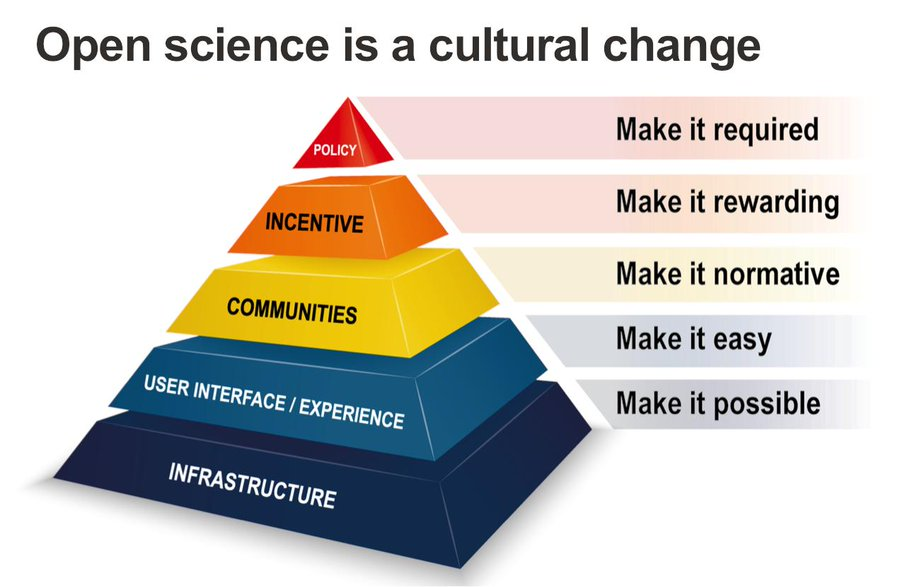 Open science is a cultural change
POLICY
Make it required
INCENTIVE
Make it rewarding
COMMUNITIES
Make it normative
USER INTERFACE / EXPERIENCE
Make it easy
INFRASTRUCTURE
Make it possible